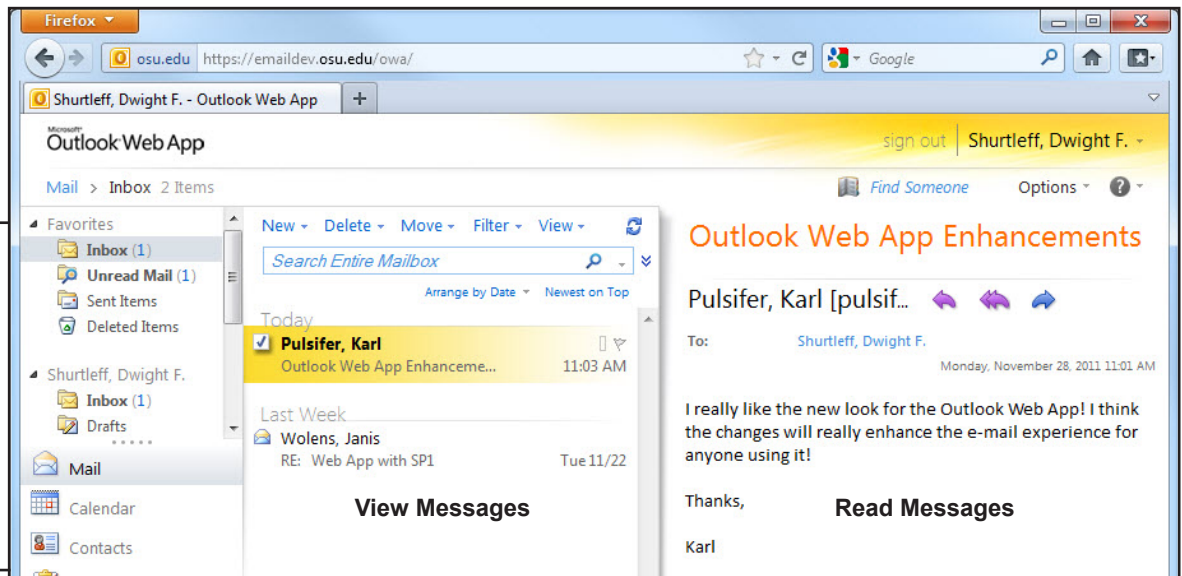 Firefox
osu.edu https://emaildev.osu.edu/owa/
Google
Shurtleff, Dwight F. - Outlook Web App
Microsoft
Outlook Web App
sign out Shurtleff, Dwight F.
Mail > Inbox 2 Items
Find Someone Options
Favorites
Inbox (1)
Unread Mail (1)
Sent Items
Deleted Items
Shurtleff, Dwight F.
Inbox (1)
Drafts
Mail
Calendar
Contacts
New Delete Move Filter View
Search Entire Mailbox
Arrange by Date Newest on Top
Today
Pulsifer, Karl
Outlook Web App Enhanceme... 11:03 AM
Last Week
Wolens, Janis
RE: Web App with SP1 Tue 11/22
View Messages
Outlook Web App Enhancements
Pulsifer, Karl [pulsif...
To: Shurtleff, Dwight F.
Monday, November 28, 2011 11:01 AM
I really like the new look for the Outlook Web App! I think
the changes will really enhance the e-mail experience for
anyone using it!
Thanks,
Read Messages
Karl